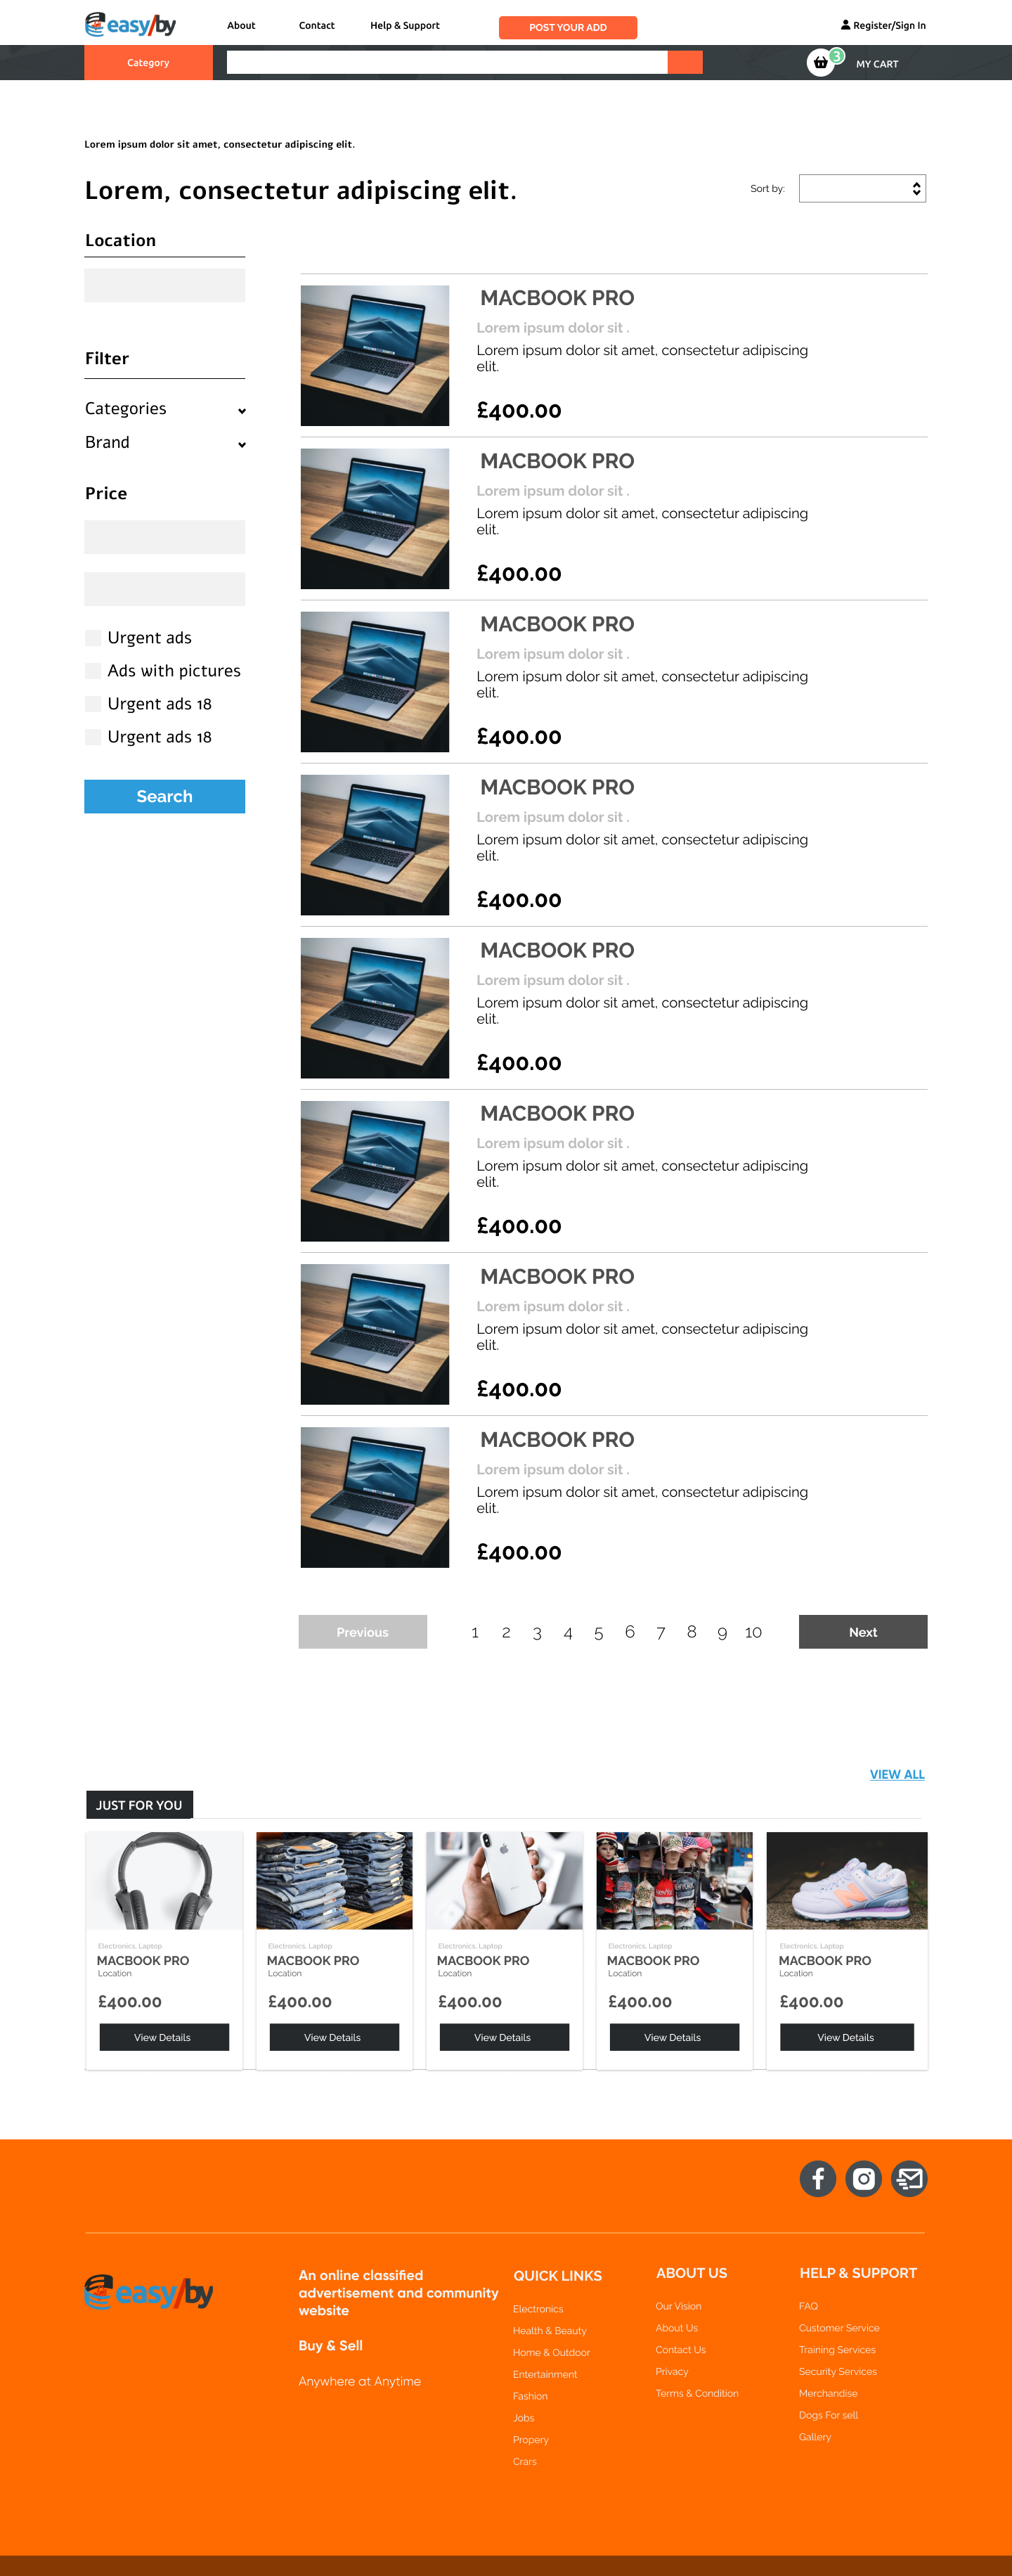 easy/by
About
Contact
Help & Support
POST YOUR ADD
Register/Sign In
Category
3
MY CART
Lorem ipsum dolor sit amet, consectetur adipiscing elit.
Lorem, consectetur adipiscing elit.
Sort by:
Location
Filter
Categories
Brand
Price
Urgent ads
Ads with pictures
Urgent ads 18
Urgent ads 18
Search
MACBOOK PRO
Lorem ipsum dolor sit .
Lorem ipsum dolor sit amet, consectetur adipiscing
elit.
£400.00
MACBOOK PRO
Lorem ipsum dolor sit .
Lorem ipsum dolor sit amet, consectetur adipiscing
elit.
£400.00
MACBOOK PRO
Lorem ipsum dolor sit .
Lorem ipsum dolor sit amet, consectetur adipiscing
elit.
£400.00
MACBOOK PRO
Lorem ipsum dolor sit .
Lorem ipsum dolor sit amet, consectetur adipiscing
elit.
£400.00
MACBOOK PRO
Lorem ipsum dolor sit .
Lorem ipsum dolor sit amet, consectetur adipiscing
elit.
£400.00
MACBOOK PRO
Lorem ipsum dolor sit .
Lorem ipsum dolor sit amet, consectetur adipiscing
elit.
£400.00
MACBOOK PRO
Lorem ipsum dolor sit .
Lorem ipsum dolor sit amet, consectetur adipiscing
elit.
£400.00
MACBOOK PRO
Lorem ipsum dolor sit .
Lorem ipsum dolor sit amet, consectetur adipiscing
elit.
£400.00
Previous 1 2 3 4 5 6 7 8 9 10 Next
VIEW ALL
JUST FOR YOU
Electronics, Laptop
MACBOOK PRO
Location
£400.00
View Details
Electronics, Laptop
MACBOOK PRO
Location
£400.00
View Details
Electronics, Laptop
MACBOOK PRO
Location
£400.00
View Details
Electronics, Laptop
MACBOOK PRO
Location
£400.00
View Details
Electronics, Laptop
MACBOOK PRO
Location
£400.00
View Details
easy/by
An online classified
advertisement and community
website
Buy & Sell
Anywhere at Anytime
QUICK LINKS
Electronics
Health & Beauty
Home & Outdoor
Entertainment
Fashion
Jobs
Propery
Crars
ABOUT US
Our Vision
About Us
Contact Us
Privacy
Terms & Condition
HELP & SUPPORT
FAQ
Customer Service
Training Services
Security Services
Merchandise
Dogs For sell
Gallery